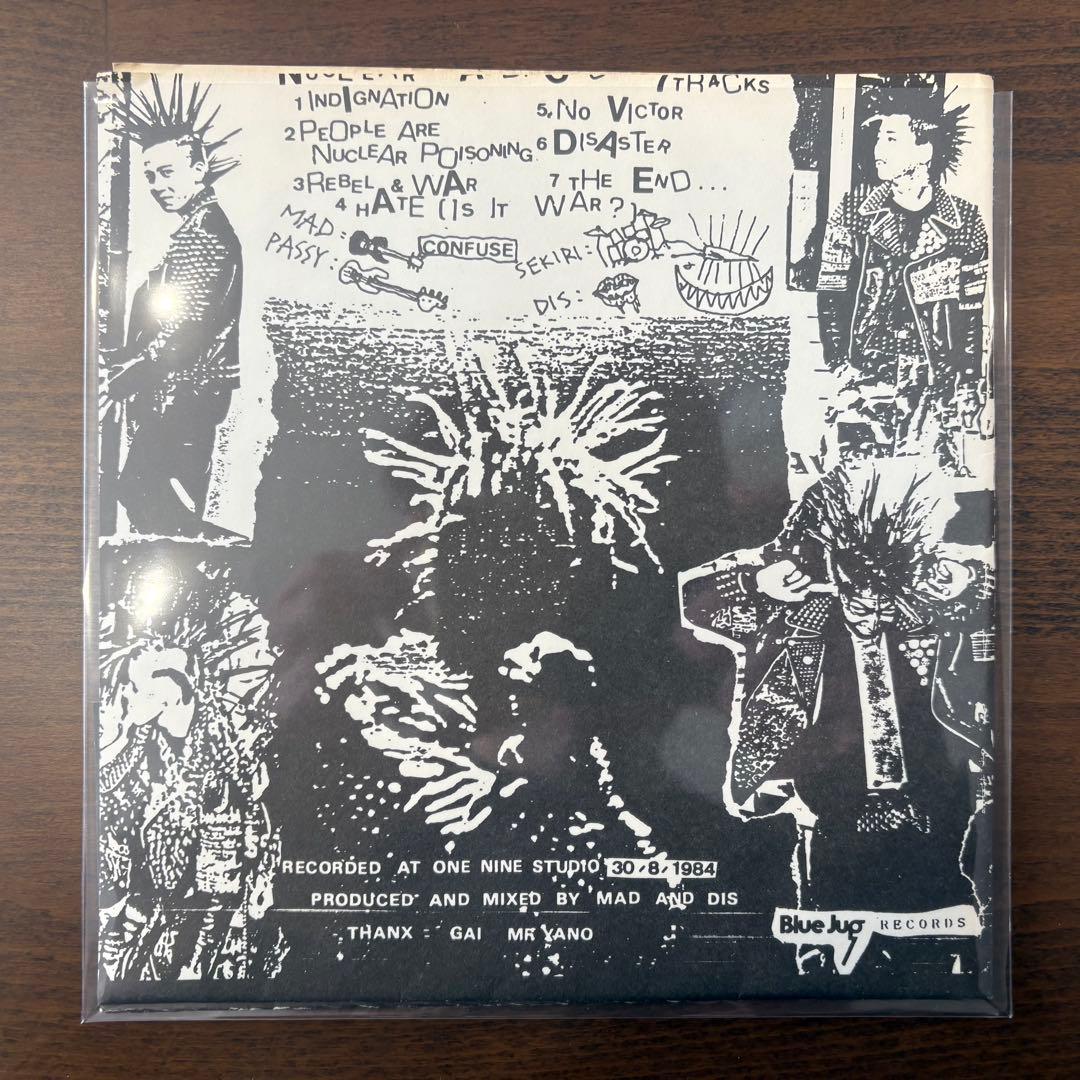 7TRACKS
1 INDIGNATION
2 PEOPLE ARE
NUCLEAR POISONING
3 REBEL & WAR
4 HATE (IS IT WAR?)
5. NO VICTOR
6 DISASTER
7 THE END...
MAD:
PASSY:
CONFUSE
SEKIRI:
DIS:
RECORDED AT ONE NINE STUDIO 30/8/1984
PRODUCED AND MIXED BY MAD AND DIS
THANX: GAI MR YANO
Blue Jug RECORDS